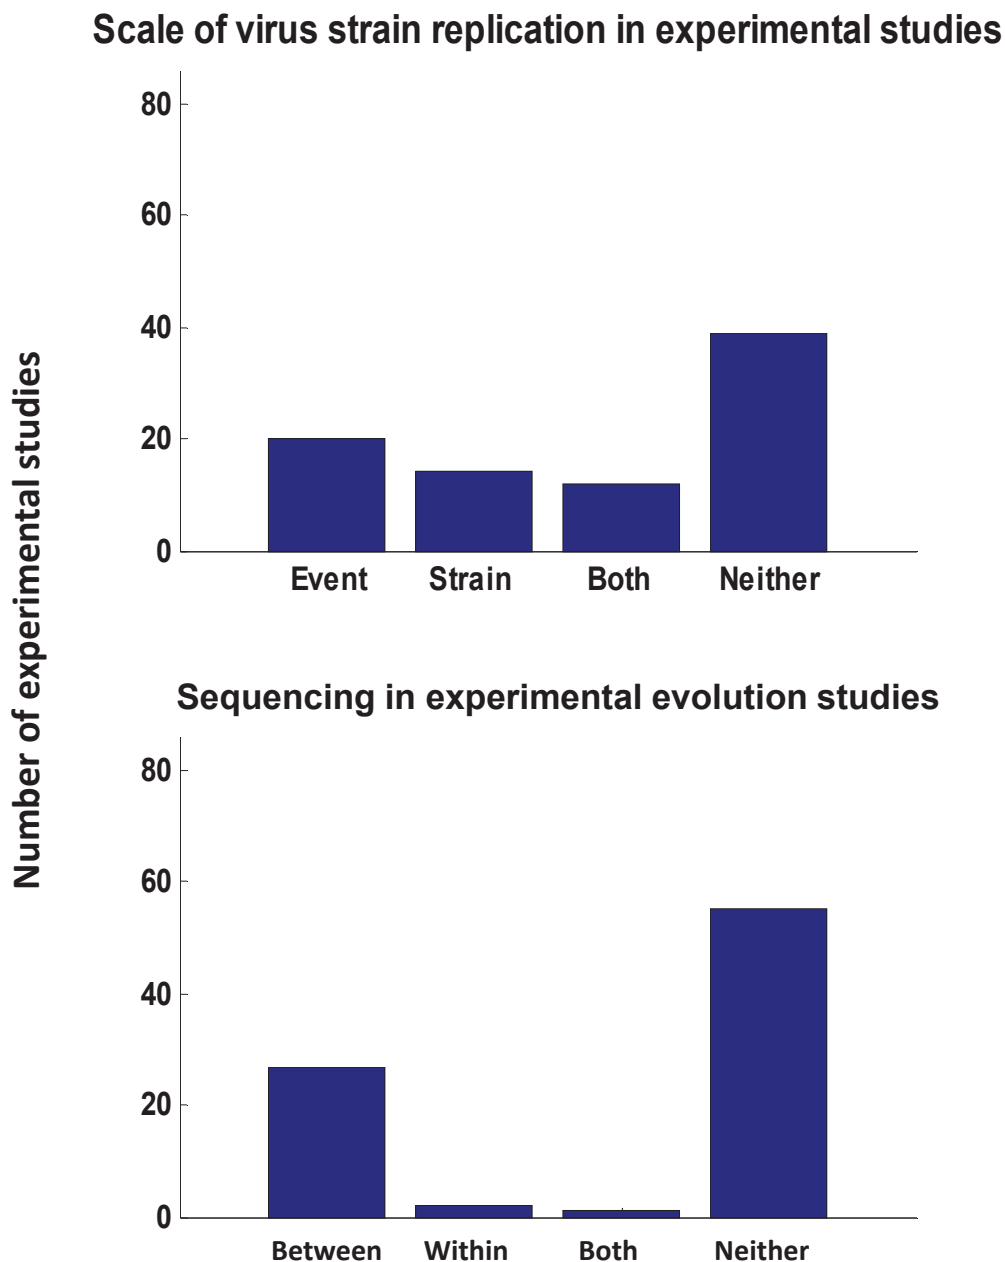 Scale of virus strain replication in experimental studies
Number of experimental studies
80
60
40
20
0
Event Strain Both Neither
Sequencing in experimental evolution studies
80
60
40
20
0
Between Within Both Neither